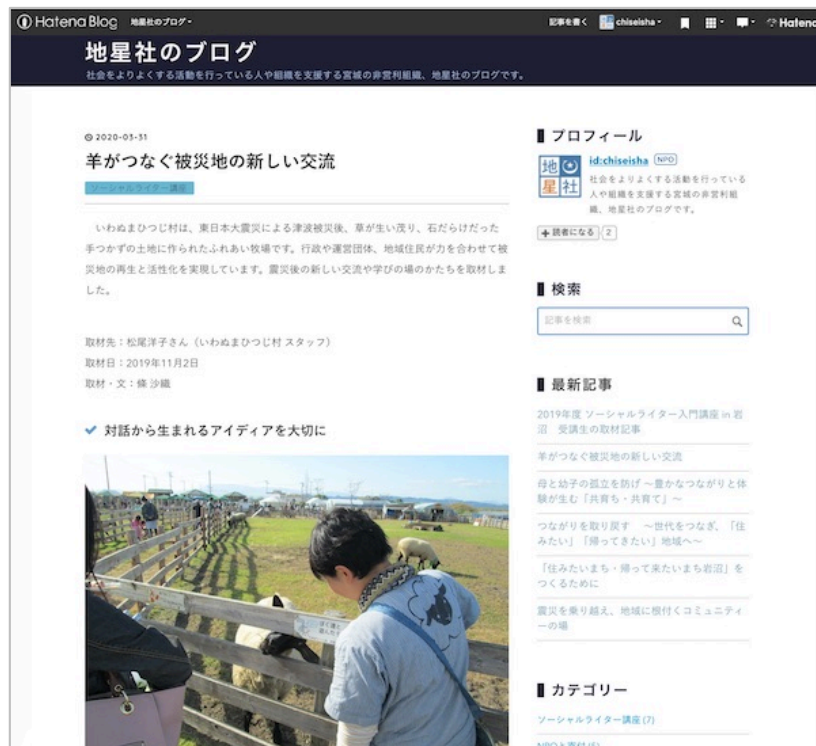 Hatena Blog 地星社のブログ
記事を書く chiseisha Hatena
地星社のブログ
社会をよりよくする活動を行っている人や組織を支援する宮城の非営利組織、地星社のブログです。
2020-03-31
羊がつなぐ被災地の新しい交流
ソーシャルライター講座
いわぬまひつじ村は、東日本大震災による津波被災後、草が生い茂り、石だらけだった
手つかずの土地に作られたふれあい牧場です。行政や運営団体、地域住民が力を合わせて被
災地の再生と活性化を実現しています。震災後の新しい交流や学びの場のかたちを取材しま
した。
取材先：松尾洋子さん（いわぬまひつじ村 スタッフ）
取材日：2019年11月2日
取材・文：條 沙織
対話から生まれるアイディアを大切に
プロフィール
地星社
id:chiseisha NPO
社会をよりよくする活動を行っている
人や組織を支援する宮城の非営利組
織、地星社のブログです。
読者になる 2
検索
記事を検索
最新記事
2019年度 ソーシャルライター入門講座 in 岩
沼 受講生の取材記事
羊がつなぐ被災地の新しい交流
母と幼子の孤立を防げ ～豊かなつながりと体
験が生む「共育ち・共育て」～
つながりを取り戻す ～世代をつなぎ、「住
みたい」「帰ってきたい」地域へ～
「住みたいまち・帰って来たいまち岩沼」を
つくるために
震災を乗り越え、地域に根付くコミュニティ
ーの場
カテゴリー
ソーシャルライター講座 (7)